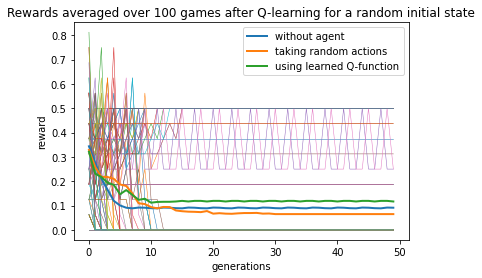 Rewards averaged over 100 games after Q-learning for a random initial state
without agent
taking random actions
using learned Q-function
reward
0.8
0.7
0.6
0.5
0.4
0.3
0.2
0.1
0.0
0 10 20 30 40 50
generations